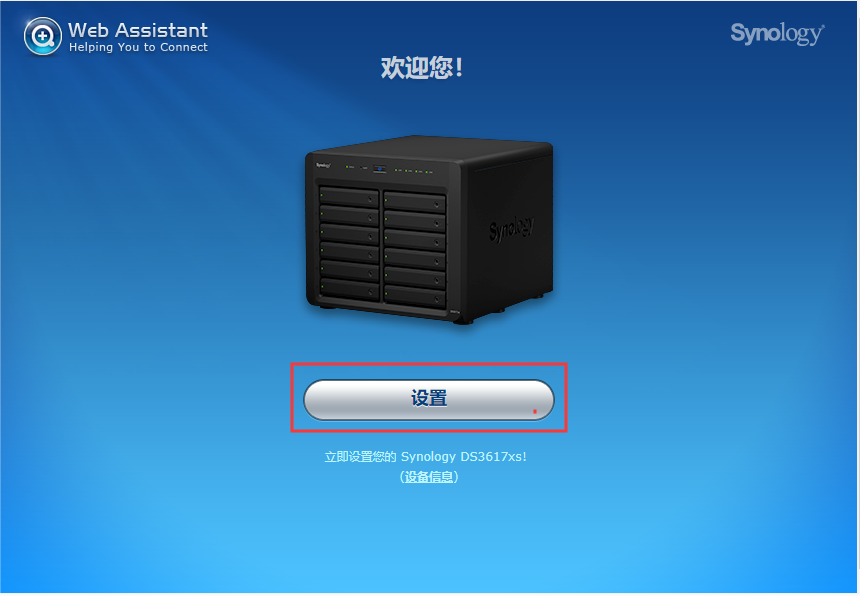 Web Assistant
Helping You to Connect
Synology
欢迎您!
Synology
Synology
设置
立即设置您的 Synology DS3617xs!
(设备信息)